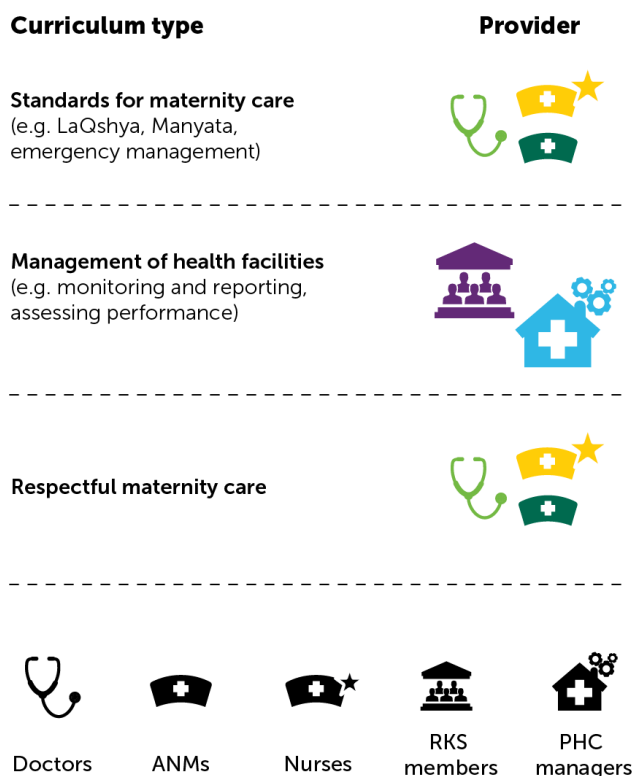 Curriculum type
Provider
Standards for maternity care
(e.g. LaQshya, Manyata,
emergency management)
Management of health facilities
(e.g. monitoring and reporting,
assessing performance)
Respectful maternity care
Doctors
ANMs
Nurses
RKS
members
PHC
managers